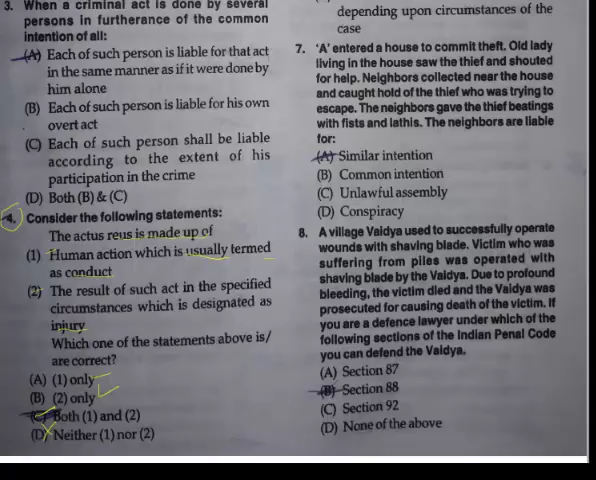 3. When a criminal act is done by several
persons in furtherance of the common
intention of all:
(A) Each of such person is liable for that act
in the same manner as if it were done by
him alone
(B) Each of such person is liable for his own
overt act
(C) Each of such person shall be liable
according to the extent of his
participation in the crime
(D) Both (B) & (C)
4. Consider the following statements:
The actus reus is made up of
(1) Human action which is usually termed
as conduct
(2) The result of such act in the specified
circumstances which is designated as
injury
Which one of the statements above is/
are correct?
(A) (1) only
(B) (2) only
(C) Both (1) and (2)
(D) Neither (1) nor (2)
depending upon circumstances of the
case
7. 'A' entered a house to commit theft. Old lady
living in the house saw the thief and shouted
for help. Neighbors collected near the house
and caught hold of the thief who was trying to
escape. The neighbors gave the thief beatings
with fists and lathis. The neighbors are liable
for:
(A) Similar intention
(B) Common intention
(C) Unlawful assembly
(D) Conspiracy
8. A village Vaidya used to successfully operate
wounds with shaving blade. Victim who was
suffering from piles was operated with
shaving blade by the Vaidya. Due to profound
bleeding, the victim died and the Vaidya was
prosecuted for causing death of the victim. If
you are a defence lawyer under which of the
following sections of the Indian Penal Code
you can defend the Vaidya.
(A) Section 87
(B) Section 88
(C) Section 92
(D) None of the above